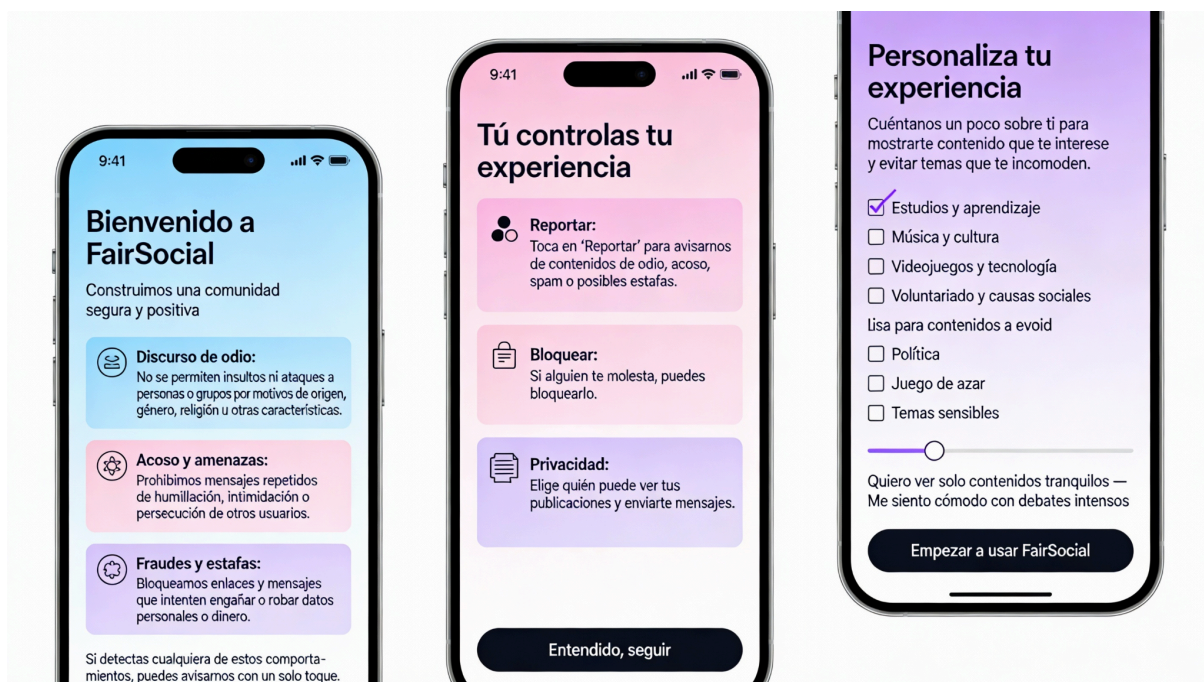 9:41
Bienvenido a
FairSocial
Construimos una comunidad
segura y positiva
Discurso de odio:
No se permiten insultos ni ataques a
personas o grupos por motivos de origen,
género, religión u otras características.
Acoso y amenazas:
Prohibimos mensajes repetidos
de humillación, intimidación o
persecución de otros usuarios.
Fraudes y estafas:
Bloqueamos enlaces y mensajes
que intenten engañar o robar datos
personales o dinero.
Si detectas cualquiera de estos comporta-
mientos, puedes avisarnos con un solo toque.
9:41
Tú controlas tu
experiencia
Reportar:
Toca en ‘Reportar’ para avisarnos
de contenidos de odio, acoso,
spam o posibles estafas.
Bloquear:
Si alguien te molesta, puedes
bloquearlo.
Privacidad:
Elige quién puede ver tus
publicaciones y enviarte mensajes.
Entendido, seguir
Personaliza tu
experiencia
Cuéntanos un poco sobre ti para
mostrarte contenido que te interese
y evitar temas que te incomoden.
Estudios y aprendizaje
Música y cultura
Videojuegos y tecnología
Voluntariado y causas sociales
Lisa para contenidos a evoid
Política
Juego de azar
Temas sensibles
Quiero ver solo contenidos tranquilos —
Me siento cómodo con debates intensos
Empezar a usar FairSocial